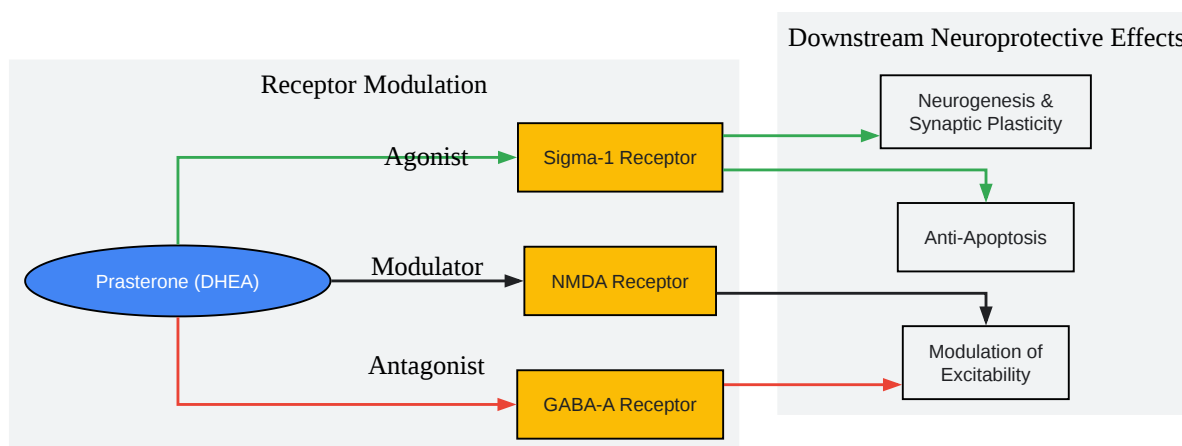 Downstream Neuroprotective Effects
Receptor Modulation
Neurogenesis &
Synaptic Plasticity
Agonist
Sigma-1 Receptor
Anti-Apoptosis
Prasterone (DHEA)
Modulator
NMDA Receptor
Modulation of
Excitability
Antagonist
GABA-A Receptor